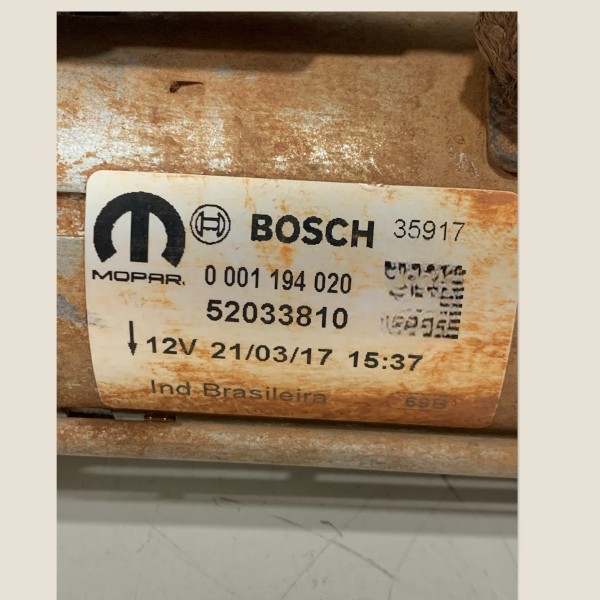 BOSCH 35917
MOPAR
0 001 194 020
52033810
12V 21/03/17 15:37
Ind Brasileira 69B